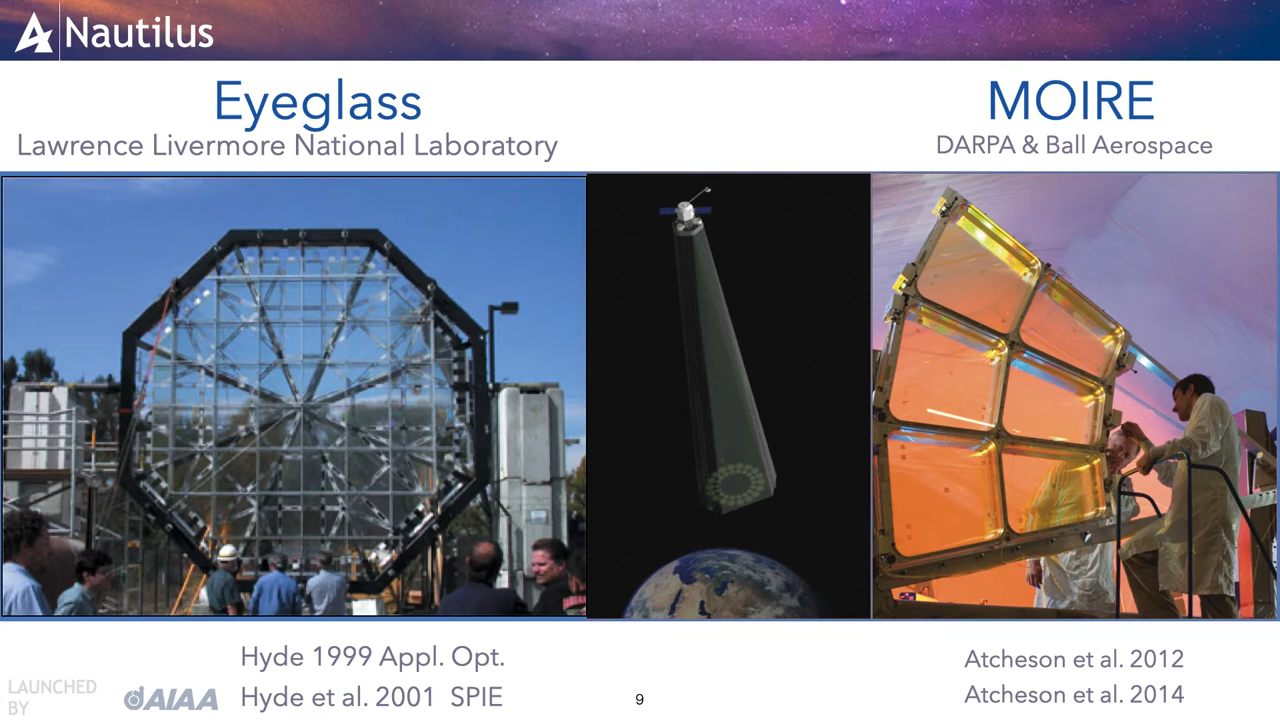 Nautilus
Eyeglass
Lawrence Livermore National Laboratory
MOIRE
DARPA & Ball Aerospace
Hyde 1999 Appl. Opt.
Hyde et al. 2001 SPIE
Atcheson et al. 2012
Atcheson et al. 2014
LAUNCHED
BY
AIAA
9